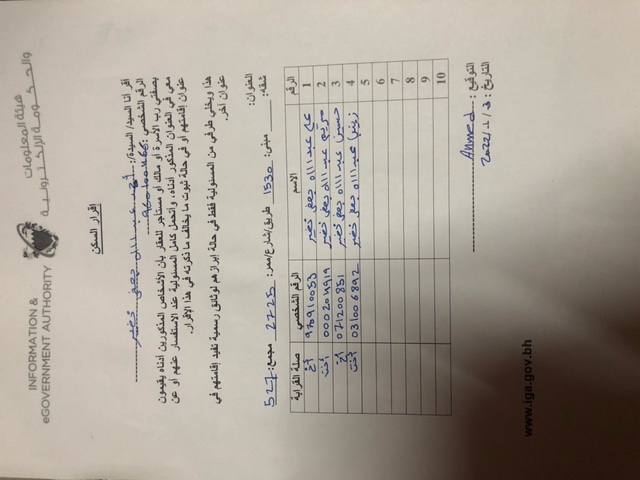 INFORMATION &
eGOVERNMENT AUTHORITY
هيئة المعلومات
والحكومة الإلكترونية
إقرار السكن
أقر أنا السيد/ السيدة/: أحمد عبدالله جعفر خضير
الرقم الشخصي: 960100466
بصفتي رب الأسرة أو مالك أو مستأجر للعقار بأن الأشخاص المذكورين أدناه يقيمون
معي في العنوان المذكور أدناه، وأتحمل كامل المسئولية عند الاستفسار عنهم أو عن
عنوان إقامتهم أو في حالة ثبوت ما يخالف ما ذكرته في هذا الإقرار.
هذا ويخلي طرفي من المسئولية فقط في حالة إبرازهم لوثائق رسمية تفيد إقامتهم في
عنوان آخر.
العنوان:
شقه: مبنى: 1530 طريق/شارع/ممر: 2725 مجمع: 527
الرقم الاسم الرقم الشخصي صلة القرابة
1 علي عبدالله جعفر خضير 970910053 أخ
2 مريم عبدالله جعفر خضير 000204919 أخت
3 حسين عبدالله جعفر خضير 071200851 أخ
4 زينب عبدالله جعفر خضير 031006892 أخت
5
6
7
8
9
10
التوقيع: Ahmed
التاريخ: 2022/1/3
www.iga.gov.bh